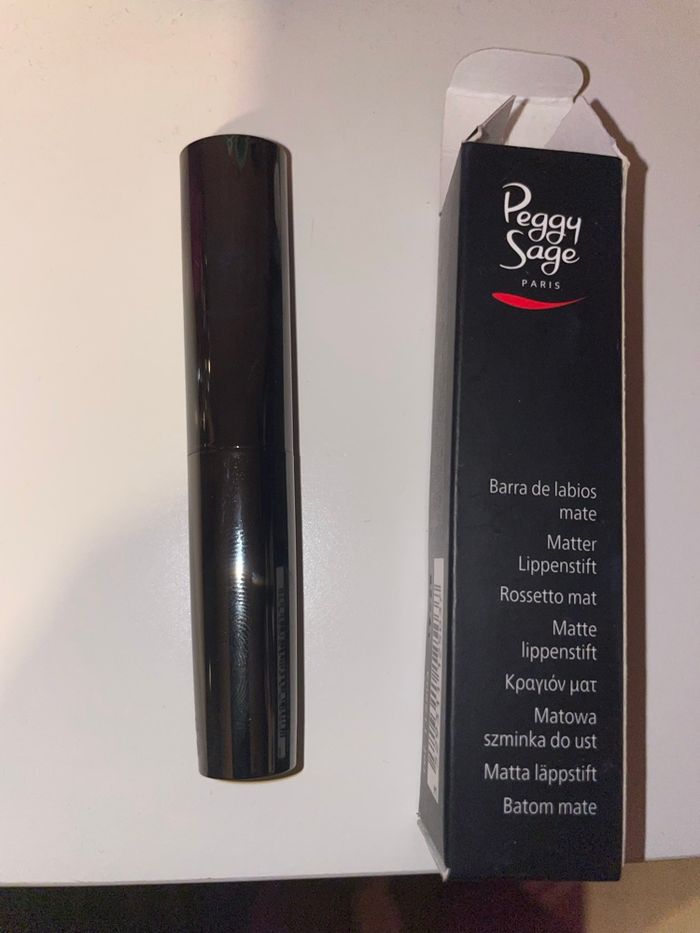 Peggy
Sage
PARIS
Barra de labios
mate
Matter
Lippenstift
Rossetto mat
Matte
lippenstift
Κραγιόν ματ
Matowa
szminka do ust
Matta läppstift
Batom mate